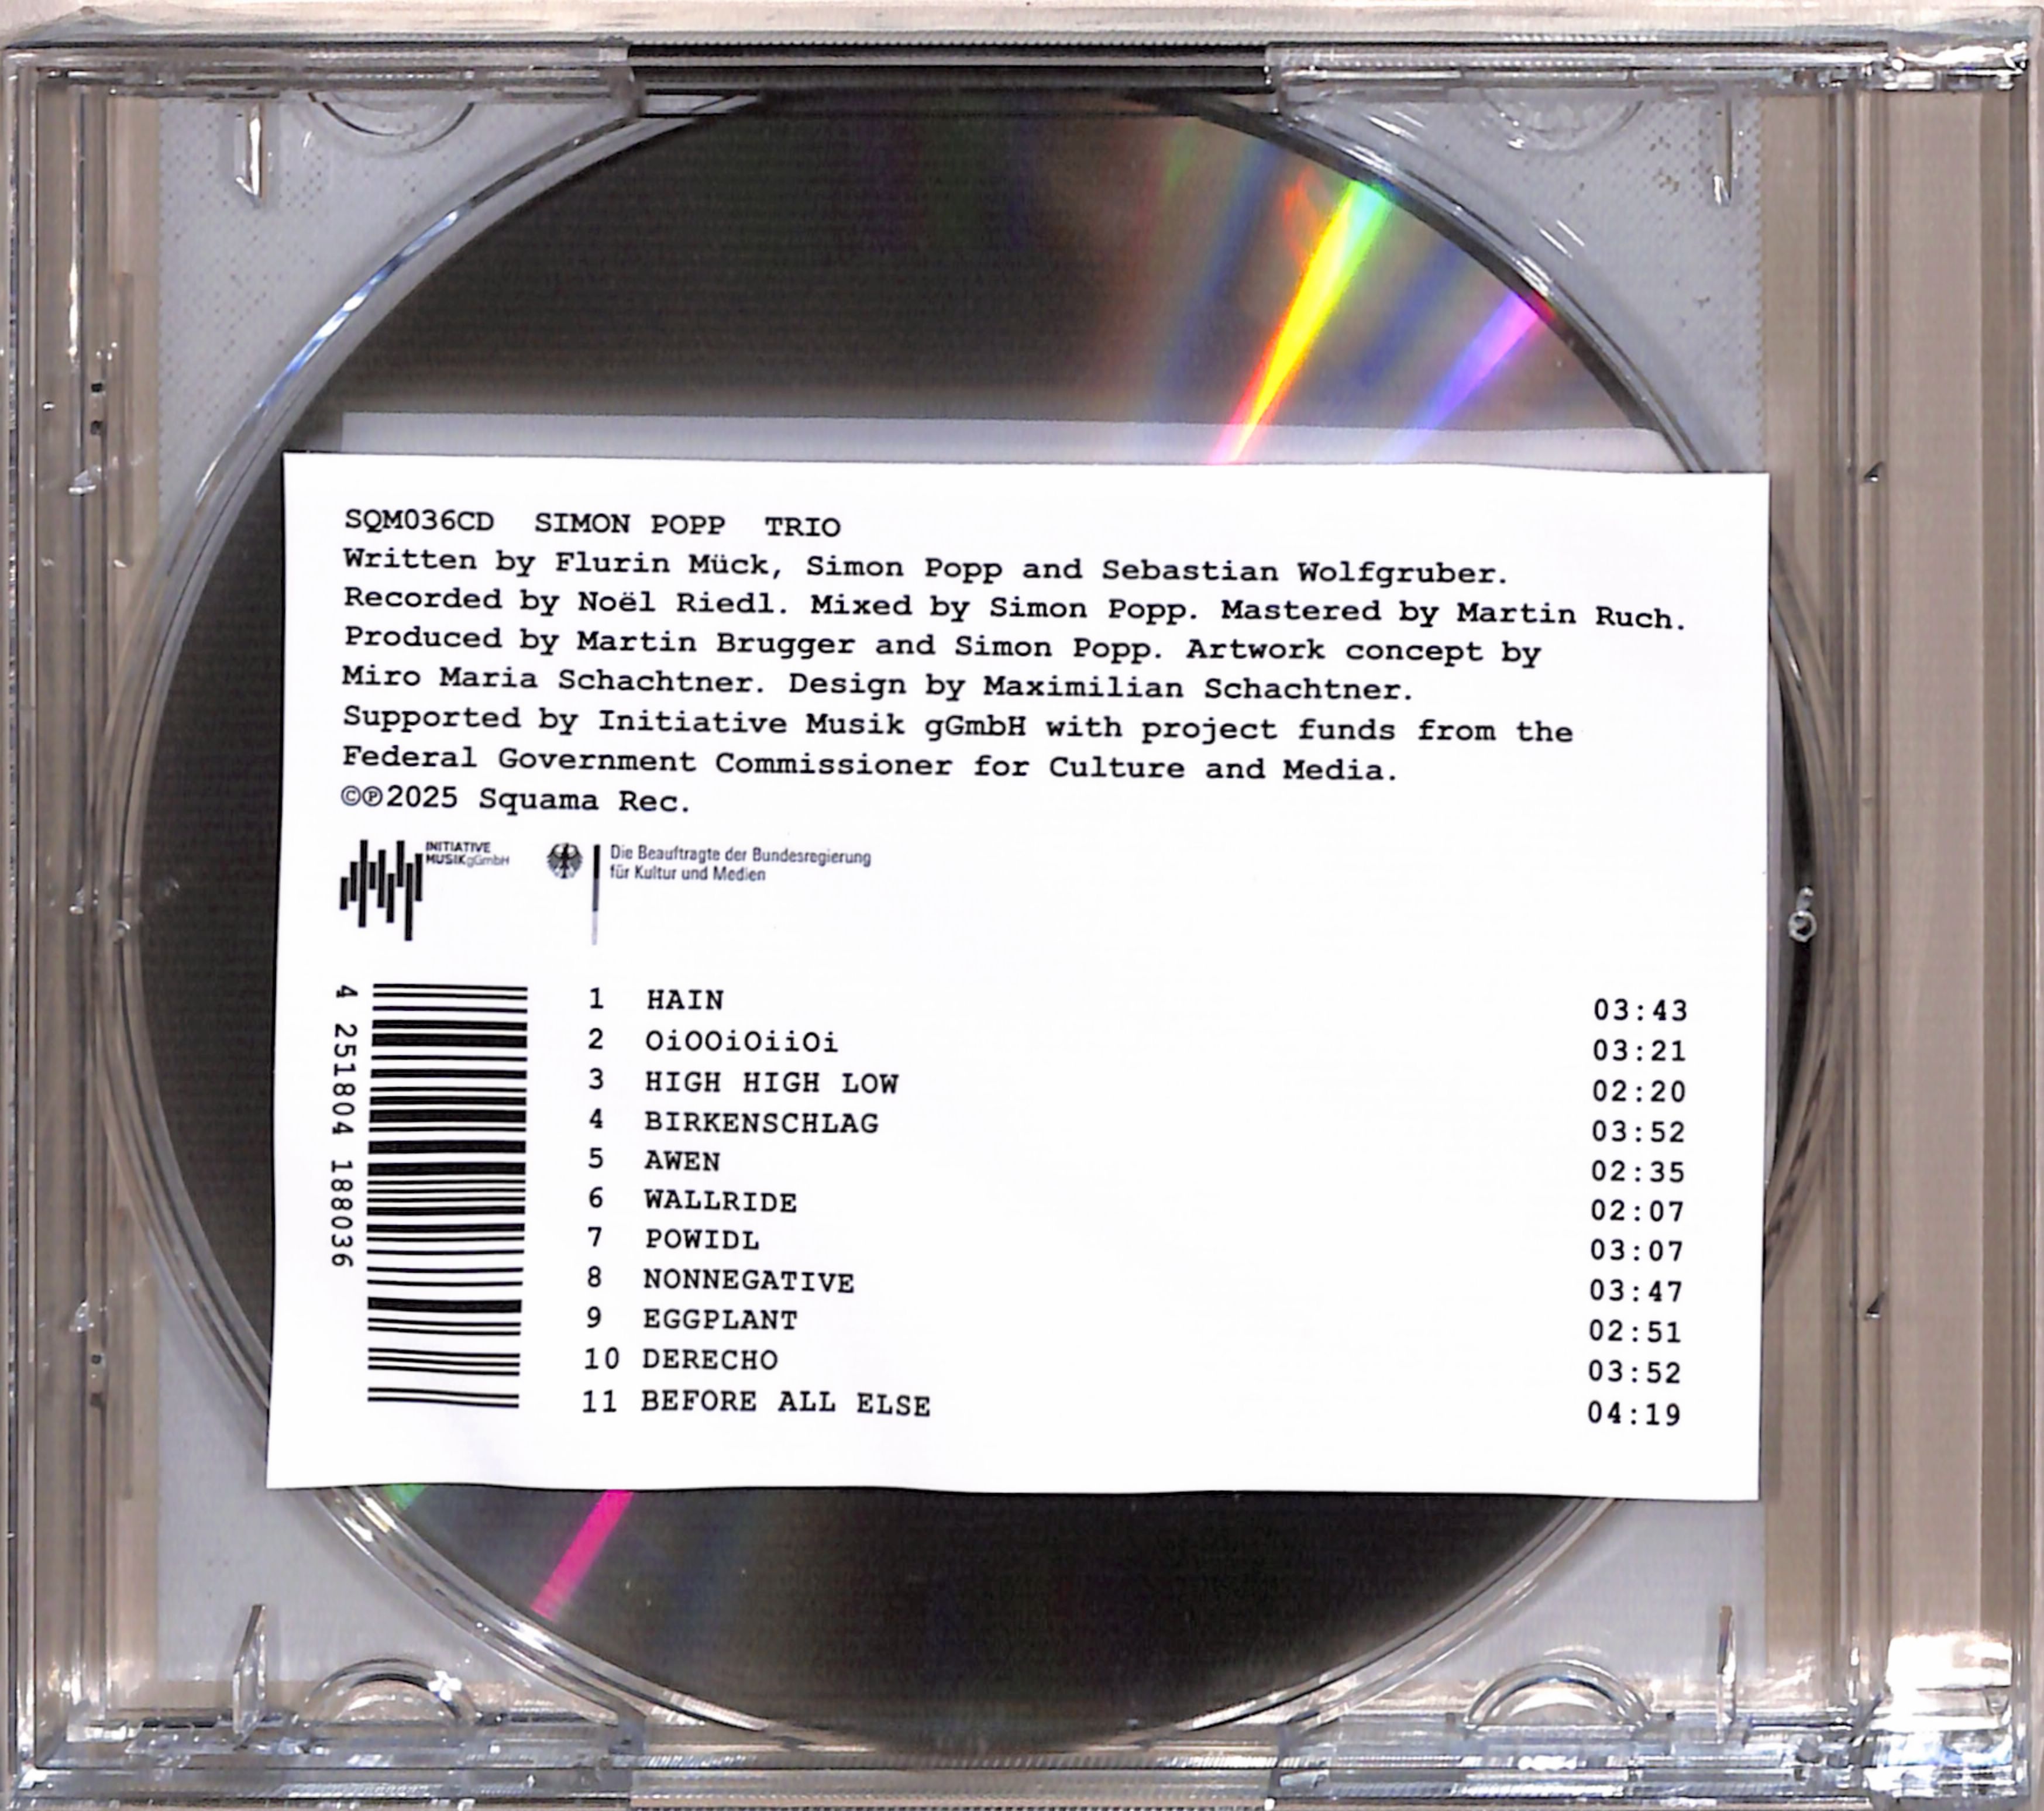 SQM036CD SIMON POPP TRIO
Written by Flurin Mück, Simon Popp and Sebastian Wolfgruber.
Recorded by Noël Riedl. Mixed by Simon Popp. Mastered by Martin Ruch.
Produced by Martin Brugger and Simon Popp. Artwork concept by
Miro Maria Schachtner. Design by Maximilian Schachtner.
Supported by Initiative Musik gGmbH with project funds from the
Federal Government Commissioner for Culture and Media.
©℗2025 Squama Rec.
INITIATIVE
MUSIKgGmbH
Die Beauftragte der Bundesregierung
für Kultur und Medien
4 251804 188036
1 HAIN 03:43
2 OiOOiOiiOi 03:21
3 HIGH HIGH LOW 02:20
4 BIRKENSCHLAG 03:52
5 AWEN 02:35
6 WALLRIDE 02:07
7 POWIDL 03:07
8 NONNEGATIVE 03:47
9 EGGPLANT 02:51
10 DERECHO 03:52
11 BEFORE ALL ELSE 04:19